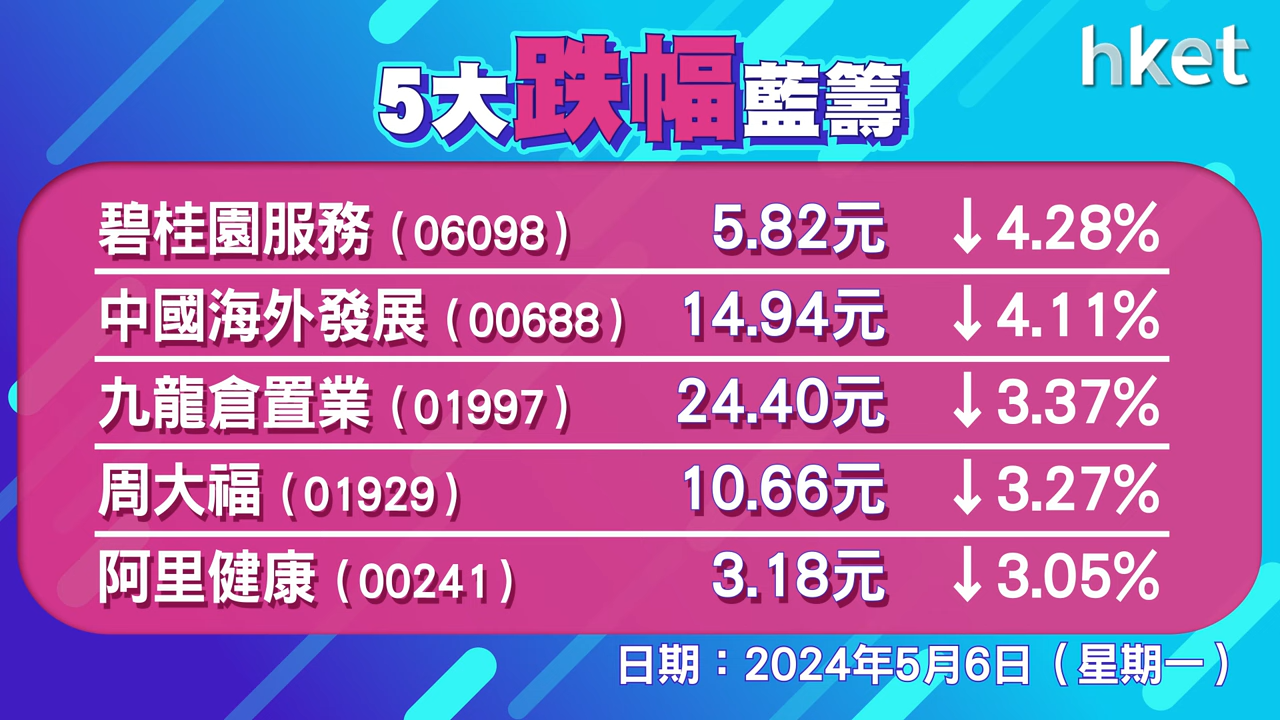 hket
5大跌幅藍籌
碧桂園服務（06098） 5.82元 ↓4.28%
中國海外發展（00688） 14.94元 ↓4.11%
九龍倉置業（01997） 24.40元 ↓3.37%
周大福（01929） 10.66元 ↓3.27%
阿里健康（00241） 3.18元 ↓3.05%
日期：2024年5月6日（星期一）